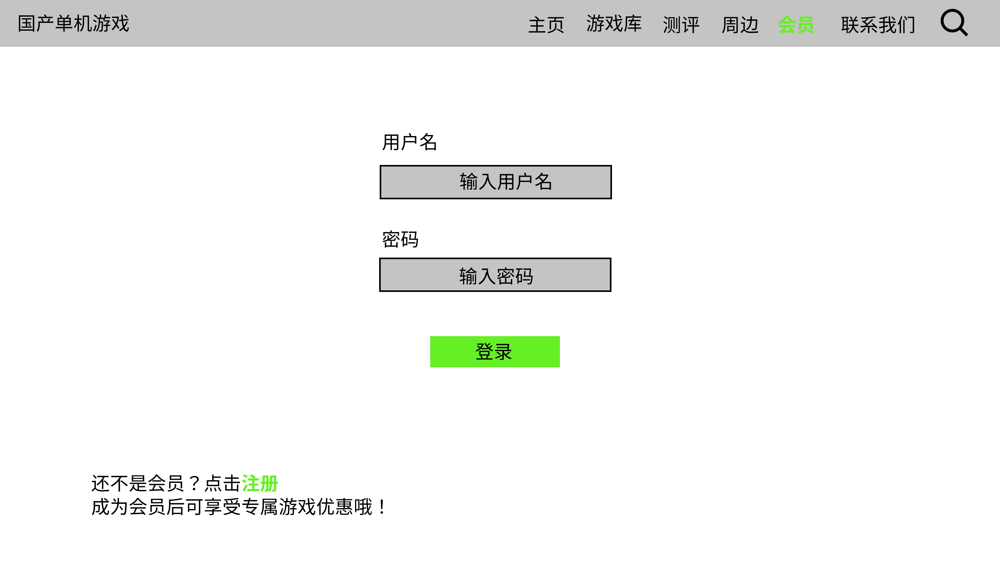 国产单机游戏
主页 游戏库 测评 周边 会员 联系我们
用户名
输入用户名
密码
输入密码
登录
还不是会员？点击注册
成为会员后可享受专属游戏优惠哦！